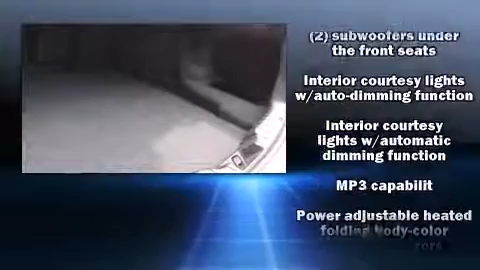 (2) subwoofers under
the front seats
Interior courtesy lights
w/auto-dimming function
Interior courtesy
lights w/automatic
dimming function
MP3 capabilit
Power adjustable heated
folding body-color